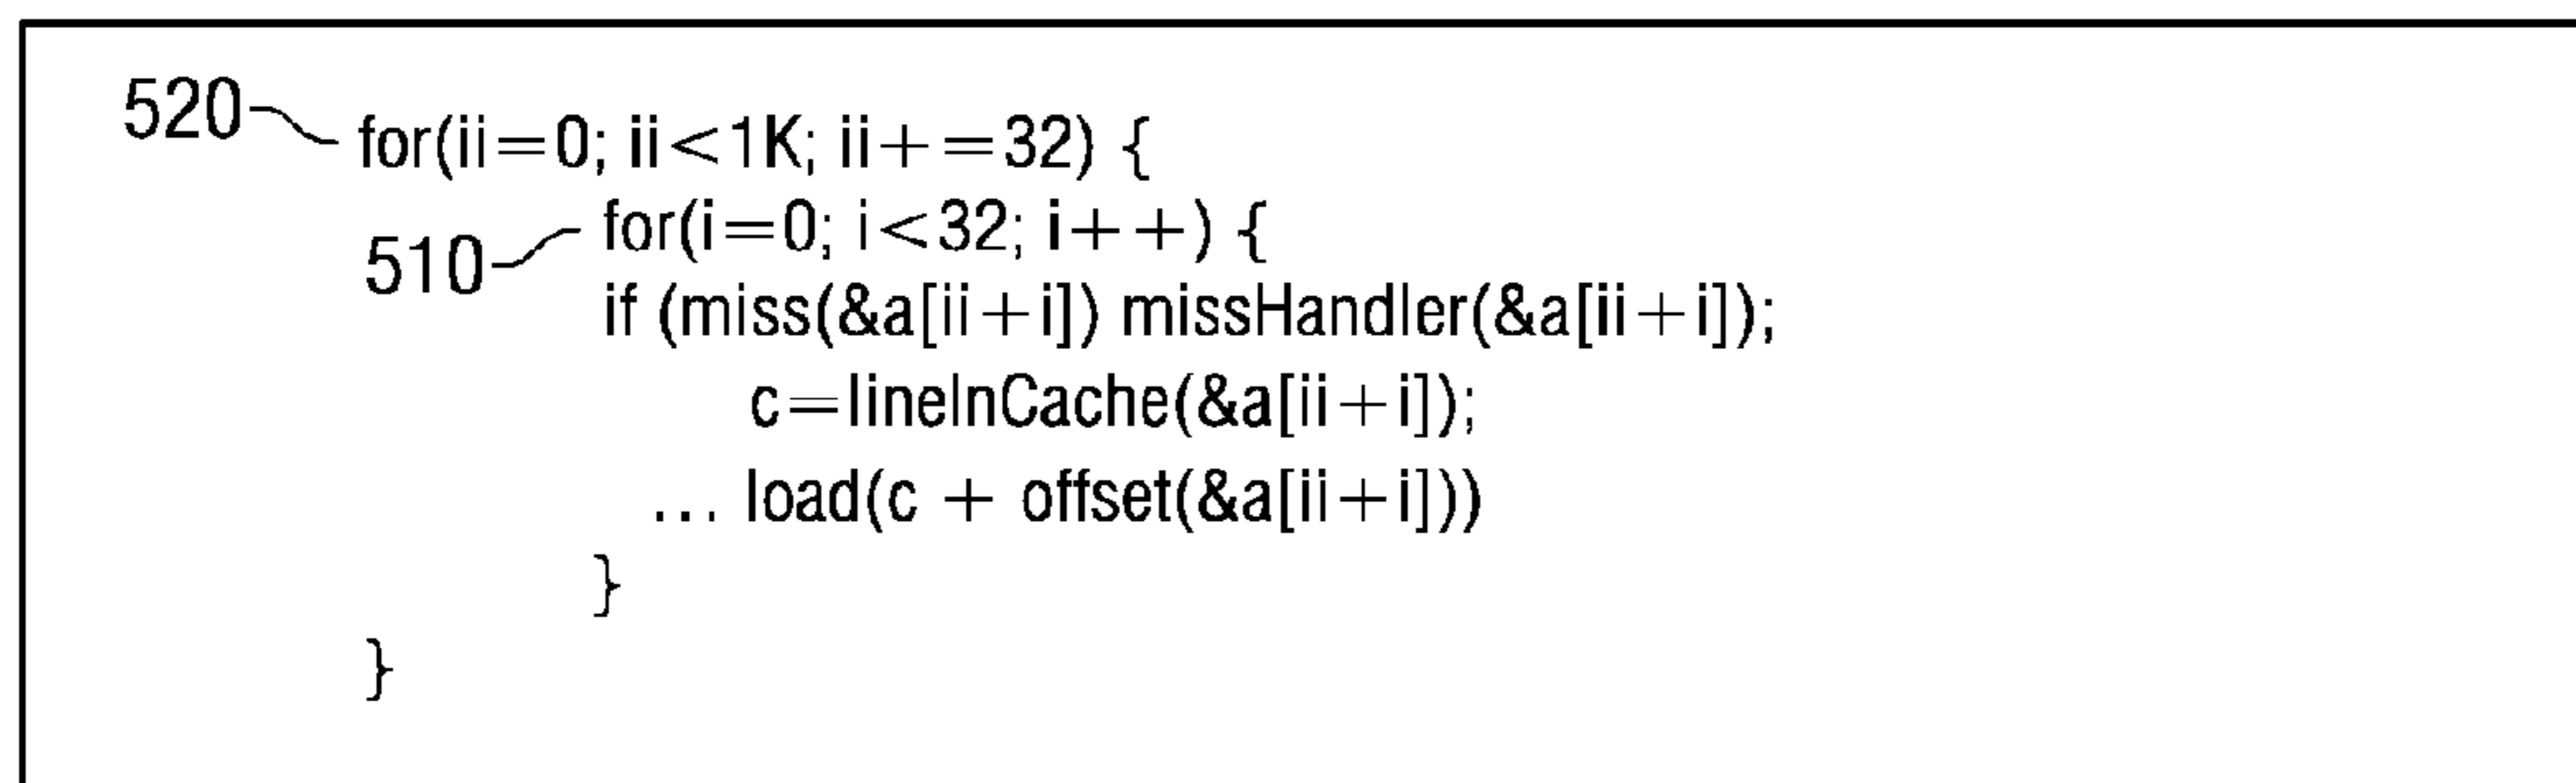 520 for(ii=0; ii<1K; ii+=32) {
510 for(i=0; i<32; i++) {
if (miss(&a[ii+i]) missHandler(&a[ii+i]);
c=lineInCache(&a[ii+i]);
... load(c + offset(&a[ii+i]))
}
}